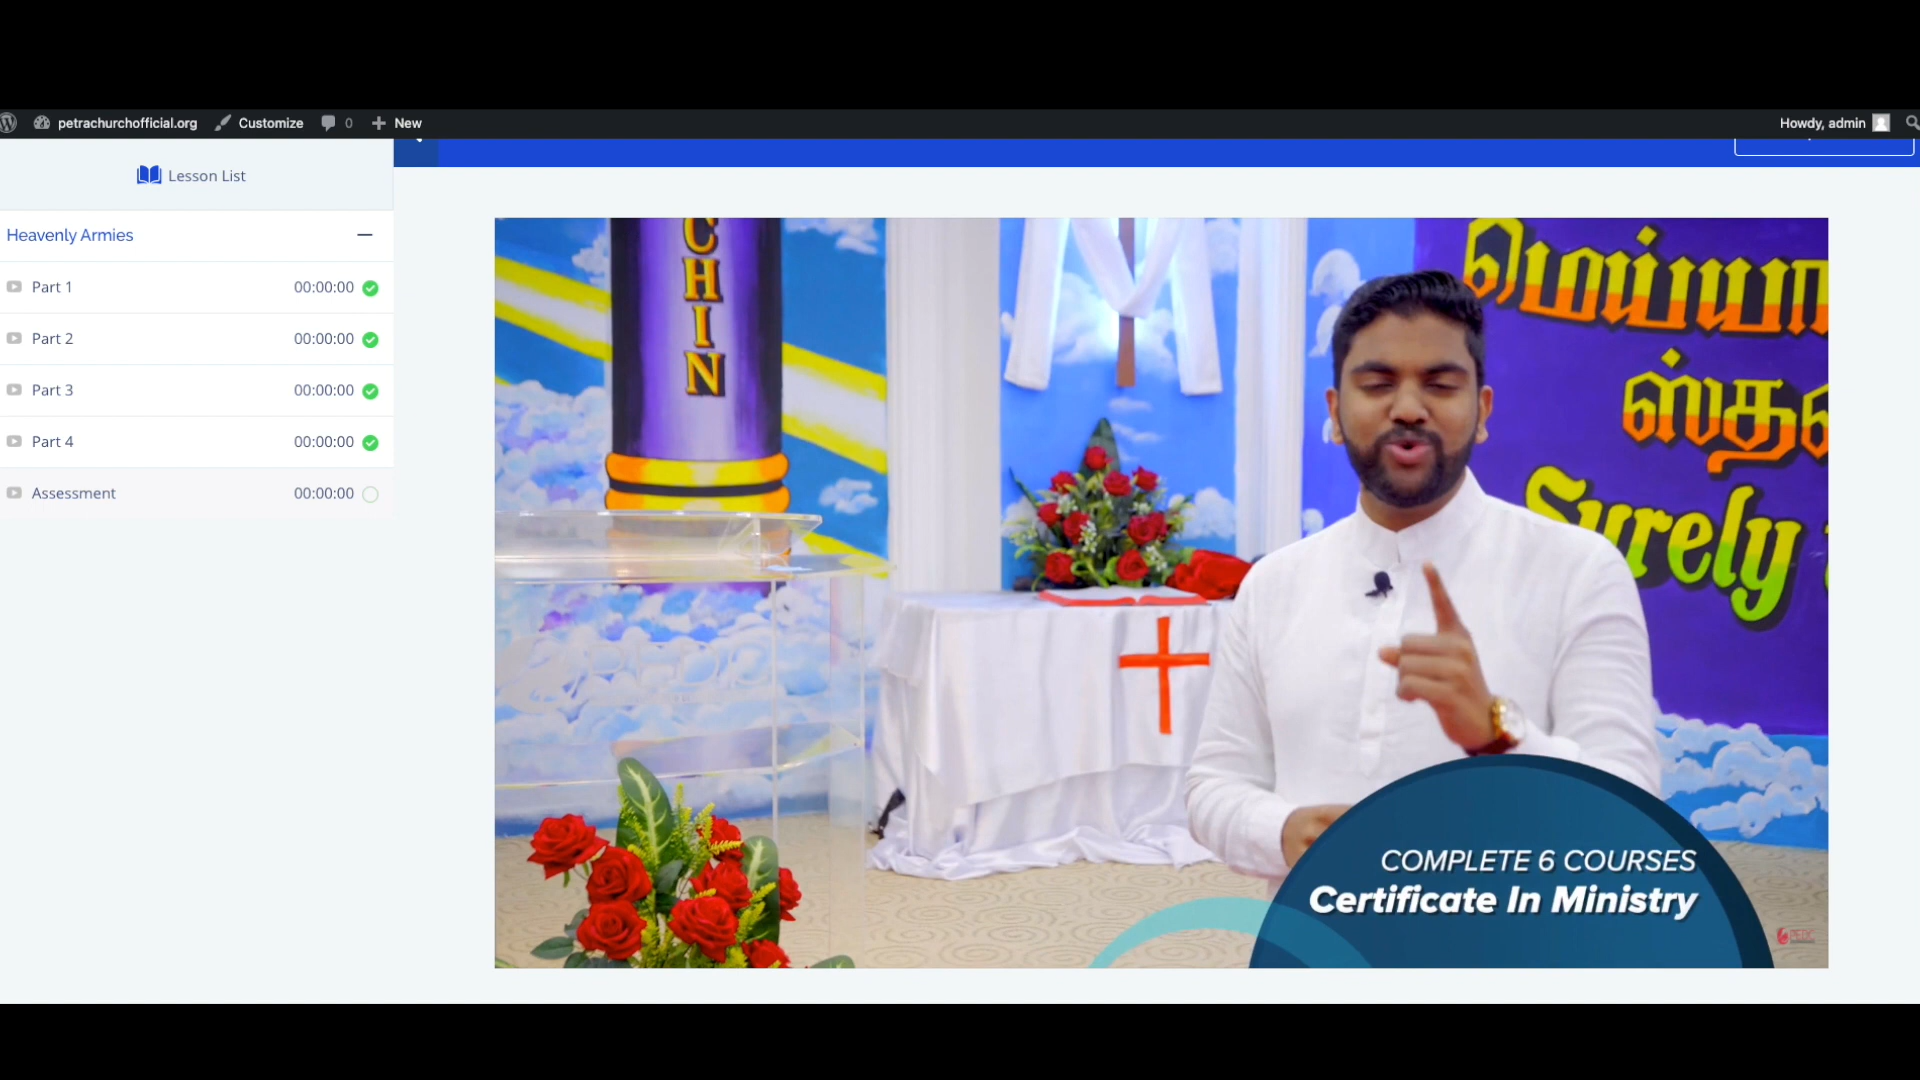 petrachurchofficial.org Customize 0 New Howdy, admin
Lesson List
Heavenly Armies
Part 1 00:00:00
Part 2 00:00:00
Part 3 00:00:00
Part 4 00:00:00
Assessment 00:00:00
CHIN
Surely
COMPLETE 6 COURSES
Certificate In Ministry